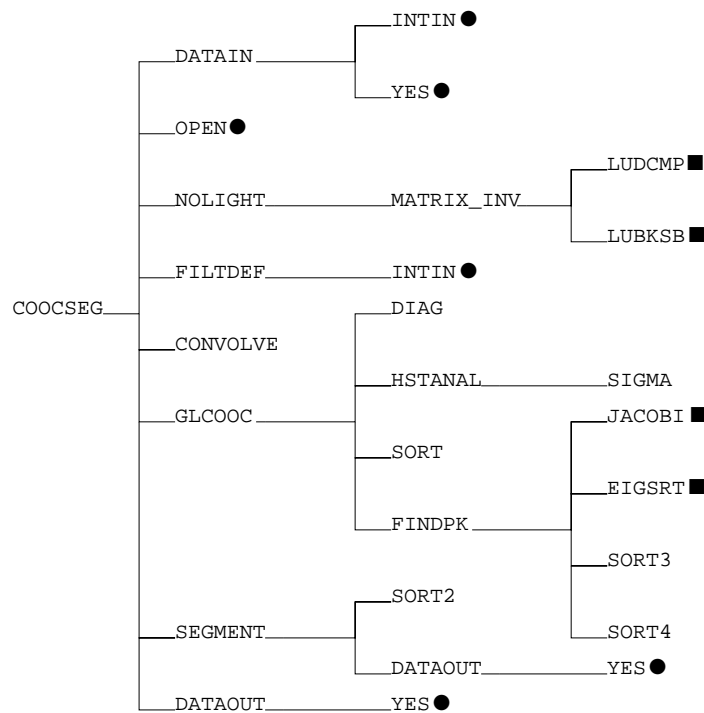 INTIN ●
DATAIN
YES ●
OPEN ●
LUDCMP ■
NOLIGHT MATRIX_INV
LUBKSB ■
FILTDEF INTIN ●
COOCSEG DIAG
CONVOLVE
HSTANAL SIGMA
GLCOOC JACOBI ■
SORT
EIGSRT ■
FINDPK
SORT3
SORT2
SEGMENT SORT4
DATAOUT YES ●
DATAOUT YES ●